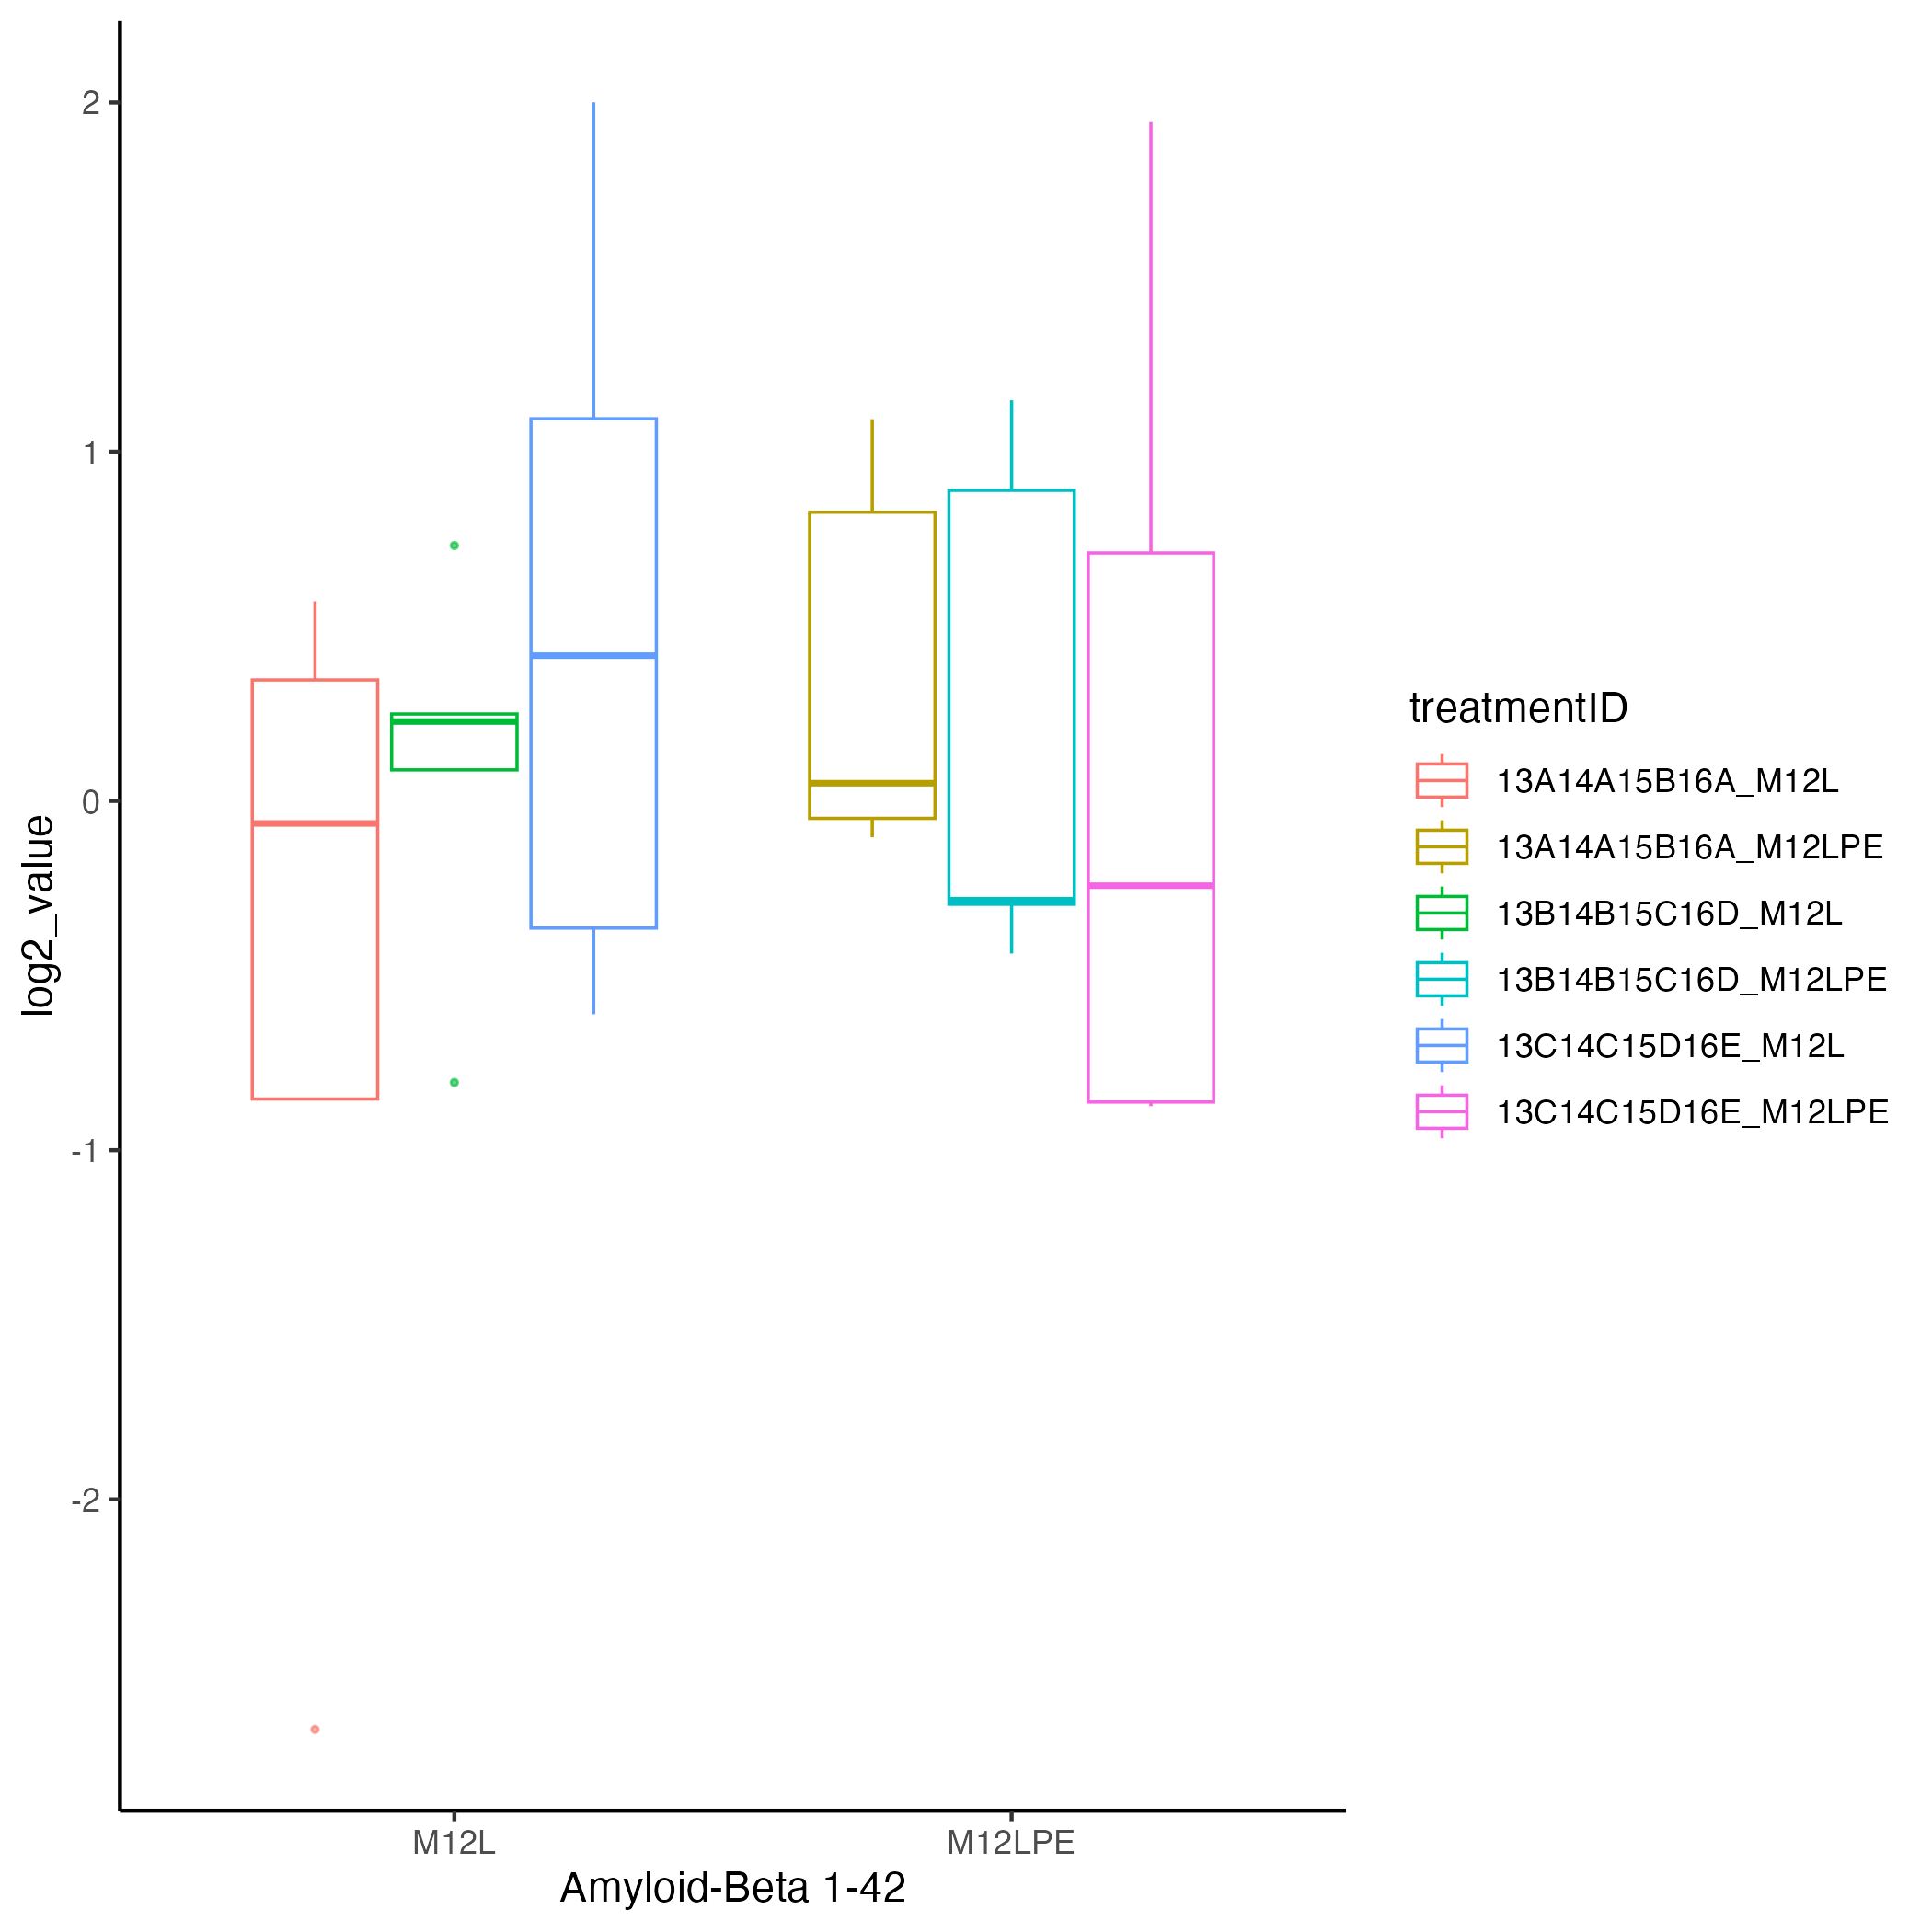 log2_value
2
1
0
-1
-2
M12L
M12LPE
Amyloid-Beta 1-42
treatmentID
13A14A15B16A_M12L
13A14A15B16A_M12LPE
13B14B15C16D_M12L
13B14B15C16D_M12LPE
13C14C15D16E_M12L
13C14C15D16E_M12LPE